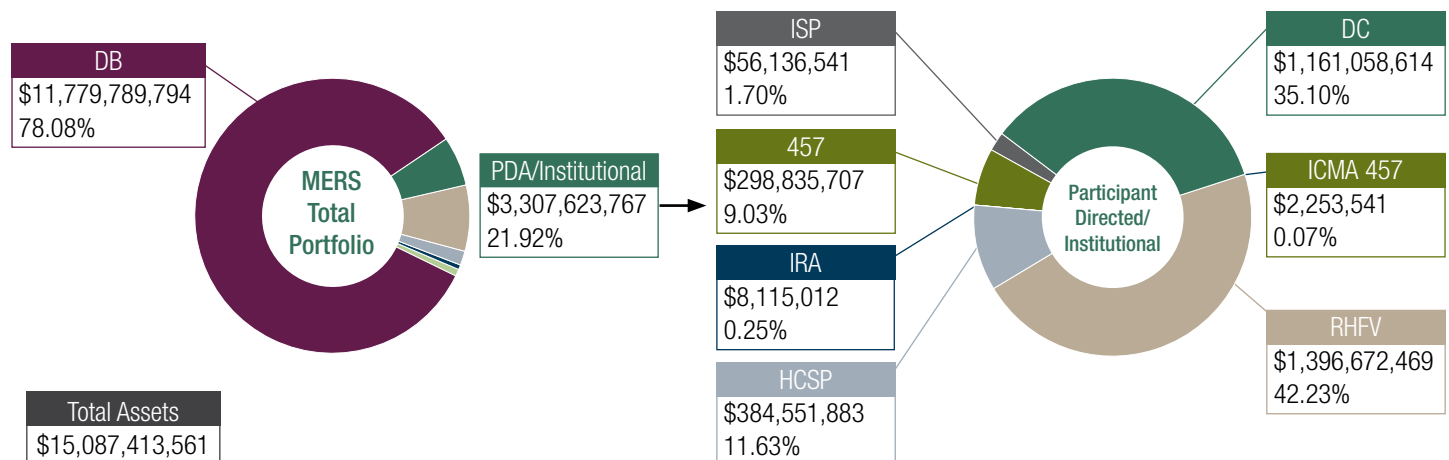 DB
$11,779,789,794
78.08%
MERS
Total
Portfolio
PDA/Institutional
$3,307,623,767
21.92%
Total Assets
$15,087,413,561
ISP
$56,136,541
1.70%
457
$298,835,707
9.03%
IRA
$8,115,012
0.25%
HCSP
$384,551,883
11.63%
Participant
Directed/
Institutional
DC
$1,161,058,614
35.10%
ICMA 457
$2,253,541
0.07%
RHFV
$1,396,672,469
42.23%